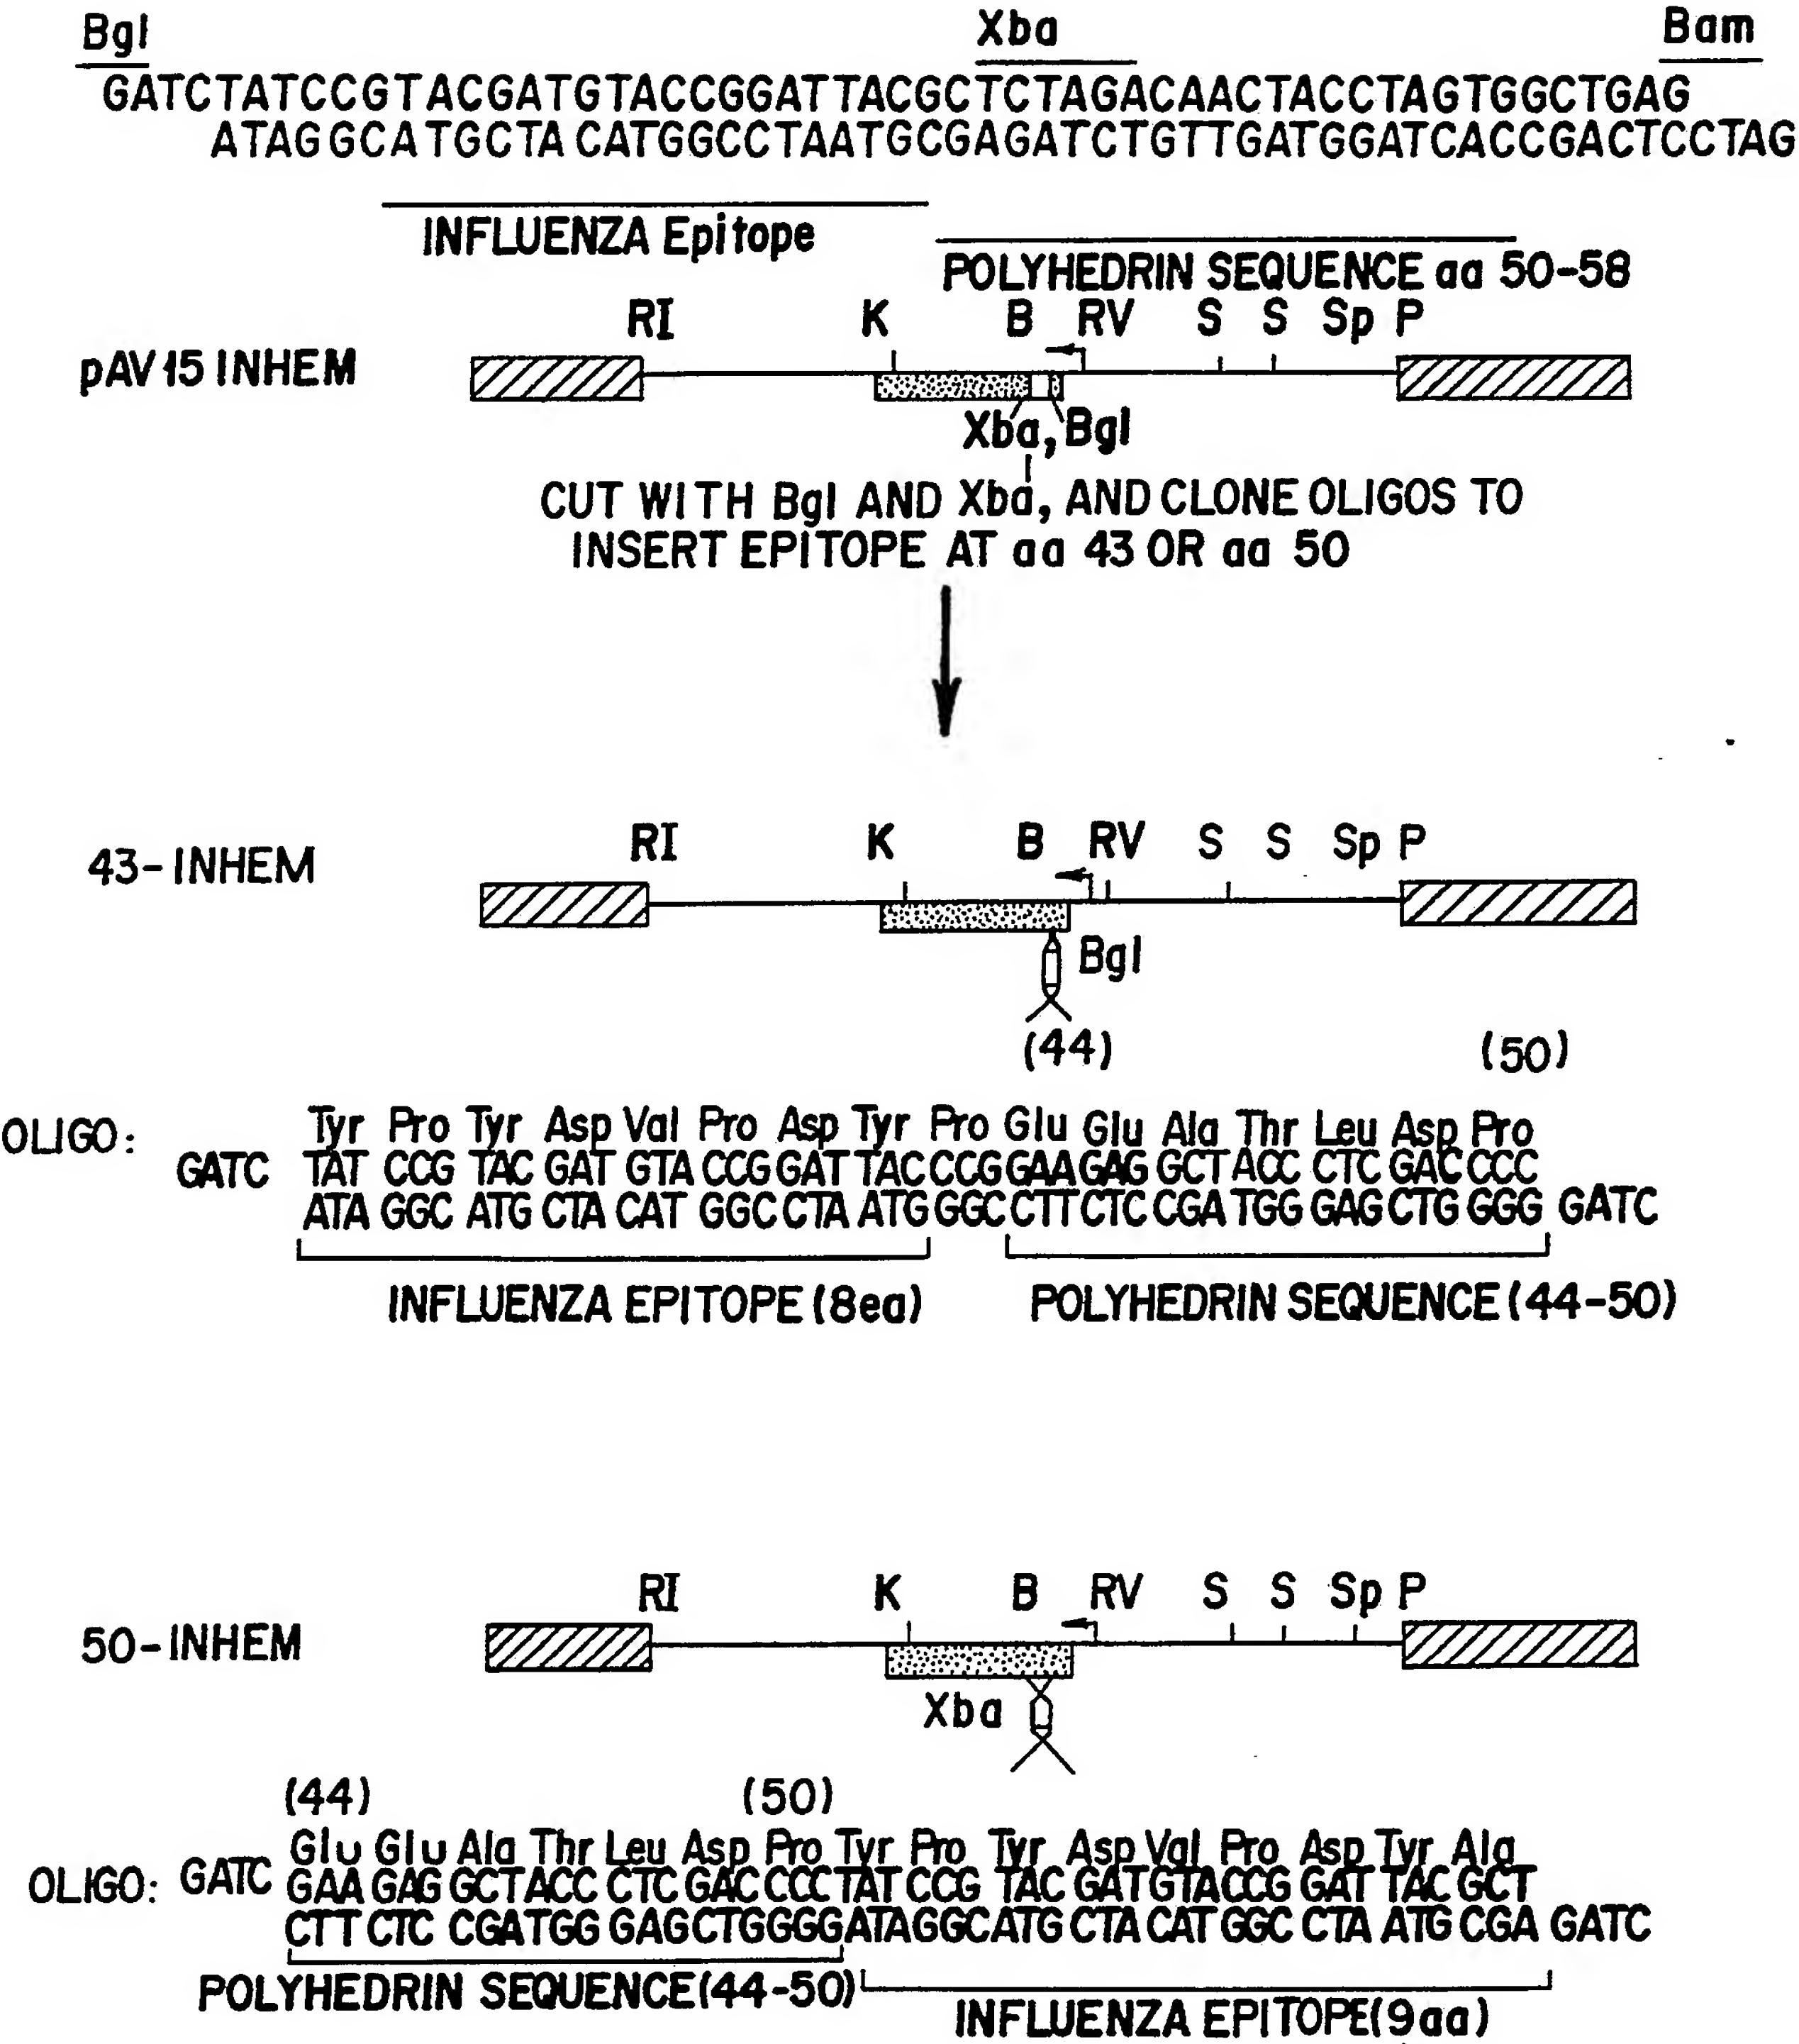 Bgl Xba Bam
GATCTATCCGTACGATGTACCGGATTACGCTCTAGACAACTACCTAGTGGCTGAG
ATAGGCATGCTACATGGCCTAATGCGAGATCTGTTGATGGATCACCGACTCCTAG
INFLUENZA Epitope
POLYHEDRIN SEQUENCE aa 50-58
RI K B RV S S Sp P
pAV15 INHEM
Xba, Bgl
CUT WITH Bgl AND Xba, AND CLONE OLIGOS TO
INSERT EPITOPE AT aa 43 OR aa 50
RI K B RV S S Sp P
43-INHEM
Bgl
(44) (50)
Tyr Pro Tyr Asp Val Pro Asp Tyr Pro Glu Glu Ala Thr Leu Asp Pro
OLIGO: GATC TAT CCG TAC GAT GTA CCG GAT TAC CCG GAA GAG GCT ACC CTC GAC CCC
ATA GGC ATG CTA CAT GGC CTA ATG GGC CTT CTC CGA TGG GAG CTG GGG GATC
INFLUENZA EPITOPE (8ea) POLYHEDRIN SEQUENCE (44-50)
RI K B RV S S Sp P
50-INHEM
Xba
(44) (50)
Glu Glu Ala Thr Leu Asp Pro Tyr Pro Tyr Asp Val Pro Asp Tyr Ala
OLIGO: GATC GAA GAG GCT ACC CTC GAC CCC TAT CCG TAC GAT GTA CCG GAT TAC GCT
CTT CTC CGA TGG GAG CTG GGG ATA GGC ATG CTA CAT GGC CTA ATG CGA GATC
POLYHEDRIN SEQUENCE(44-50)
INFLUENZA EPITOPE(9aa)